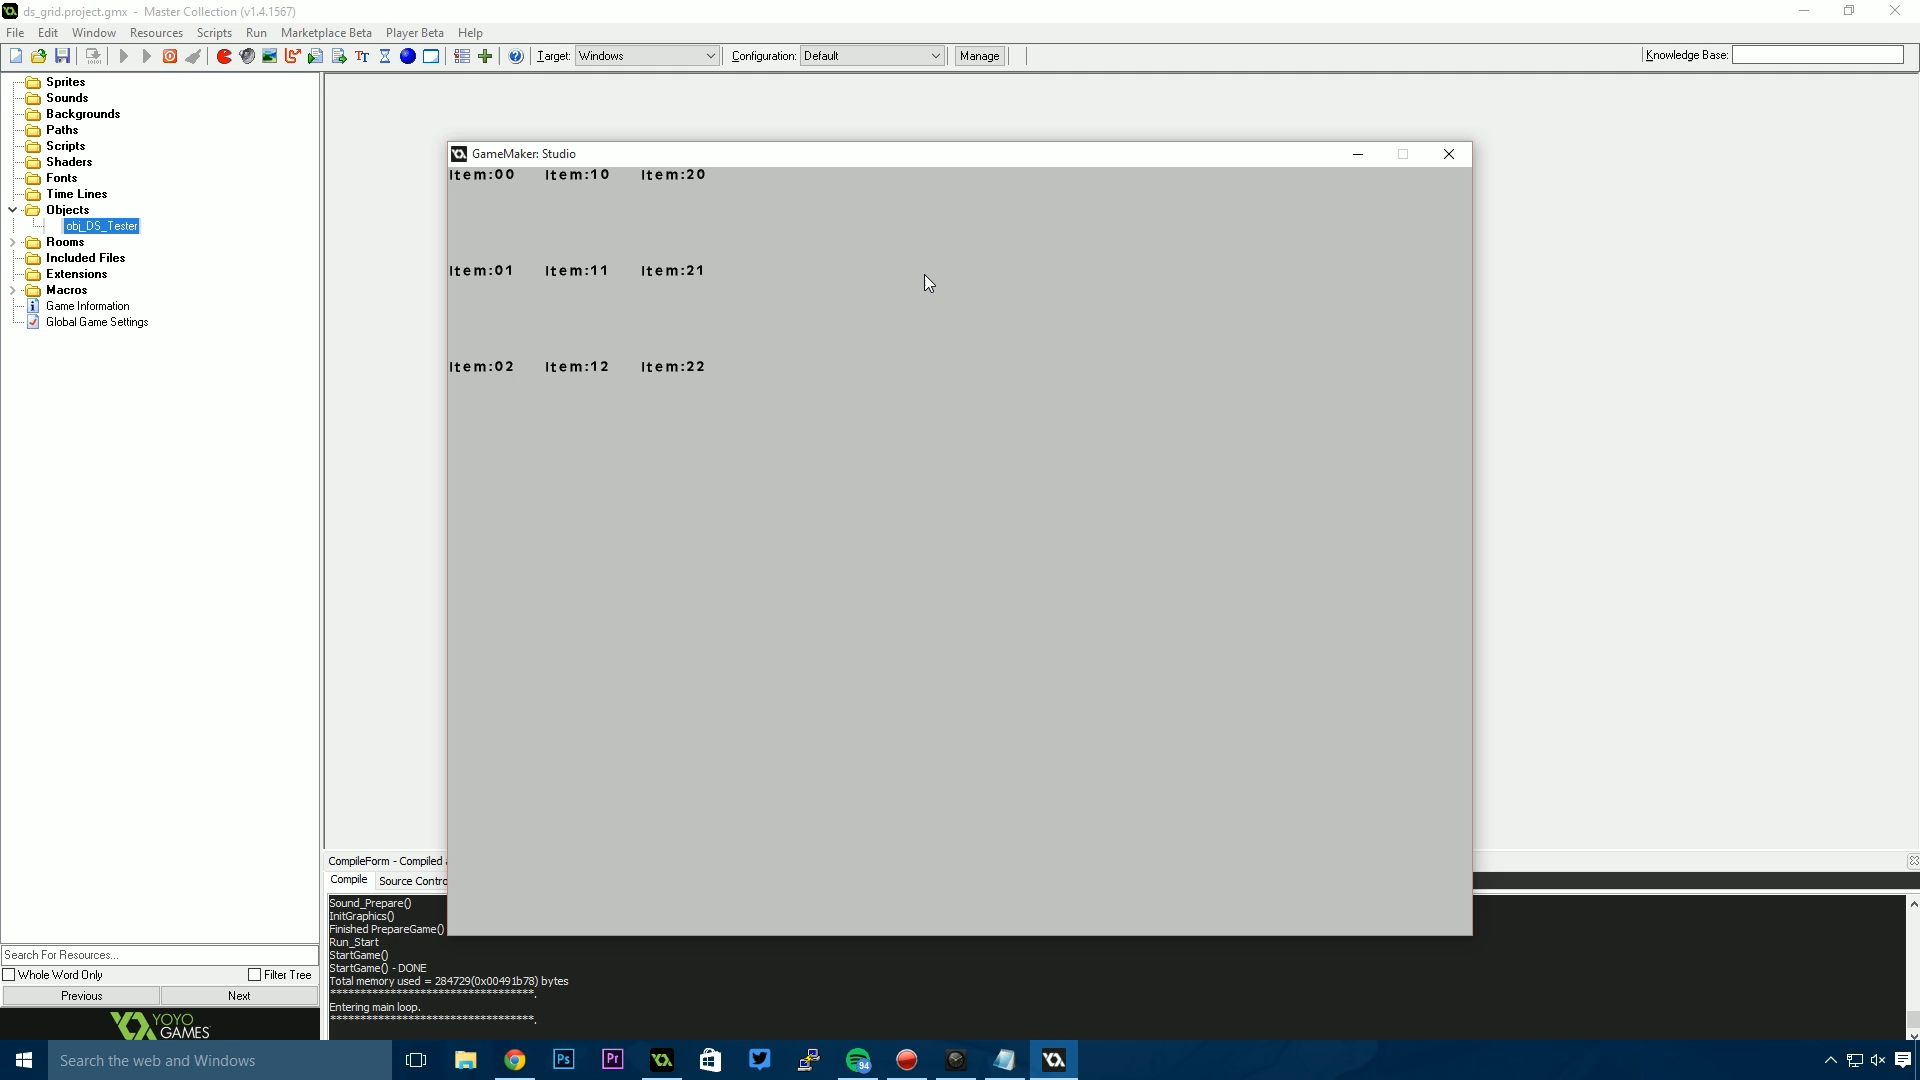 ds_grid.project.gmx - Master Collection (v1.4.1567)
File Edit Window Resources Scripts Run Marketplace Beta Player Beta Help
Target: Windows Configuration: Default Manage Knowledge Base:
Sprites
Sounds
Backgrounds
Paths
Scripts
Shaders
Fonts
Time Lines
Objects
obj_DS_Tester
Rooms
Included Files
Extensions
Macros
Game Information
Global Game Settings
GameMaker: Studio
Item:00 Item:10 Item:20
Item:01 Item:11 Item:21
Item:02 Item:12 Item:22
CompileForm - Compiled
Compile Source Contro
Sound_Prepare()
InitGraphics()
Finished PrepareGame()
Run_Start
StartGame()
StartGame() - DONE
Total memory used = 284729(0x00491b78) bytes
***********************************.
Entering main loop.
***********************************.
Search For Resources...
Whole Word Only Filter Tree
Previous Next
YOYO
GAMES
Search the web and Windows
Ps Pr 94